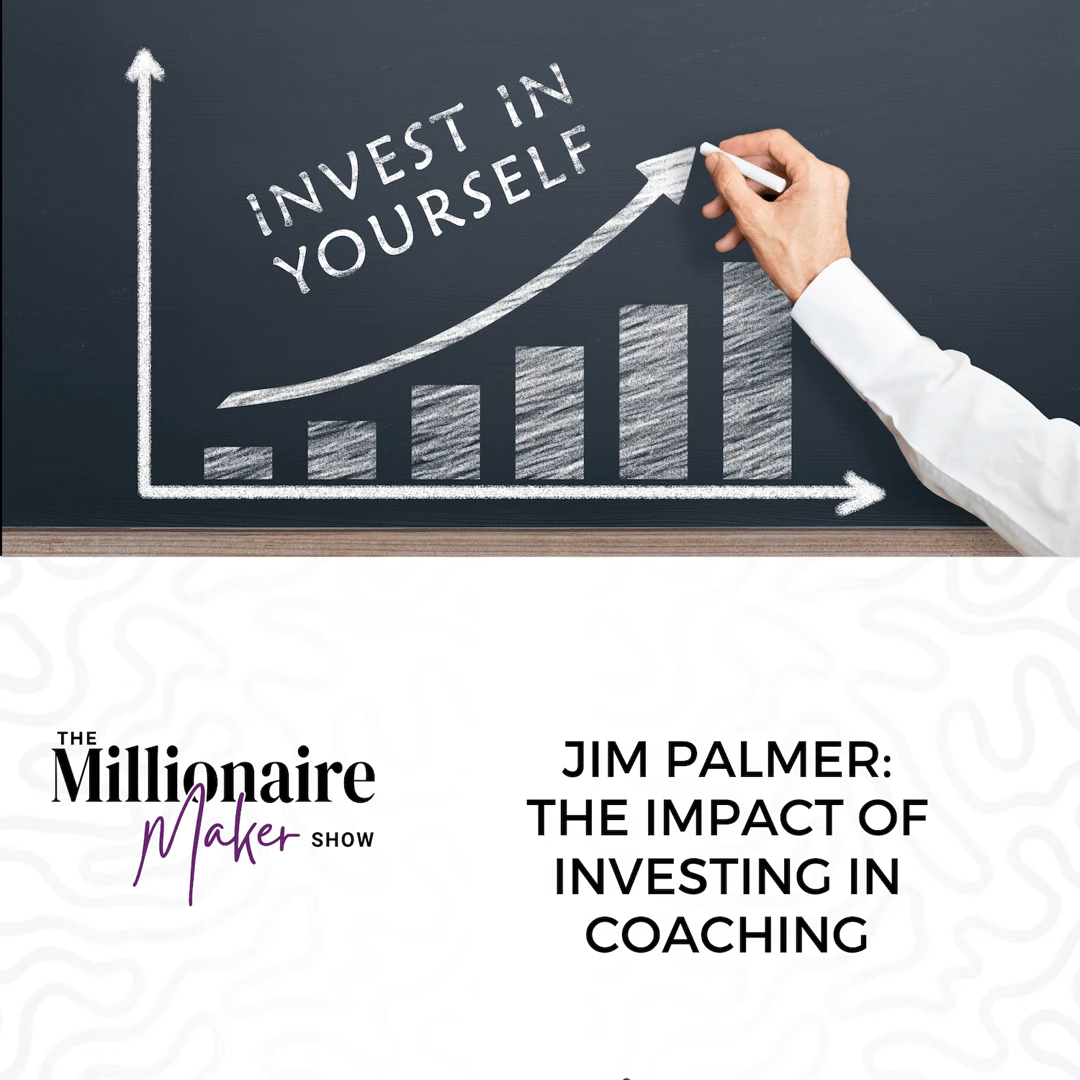 INVEST IN
YOURSELF
THE
Millionaire
Maker SHOW
JIM PALMER:
THE IMPACT OF
INVESTING IN
COACHING